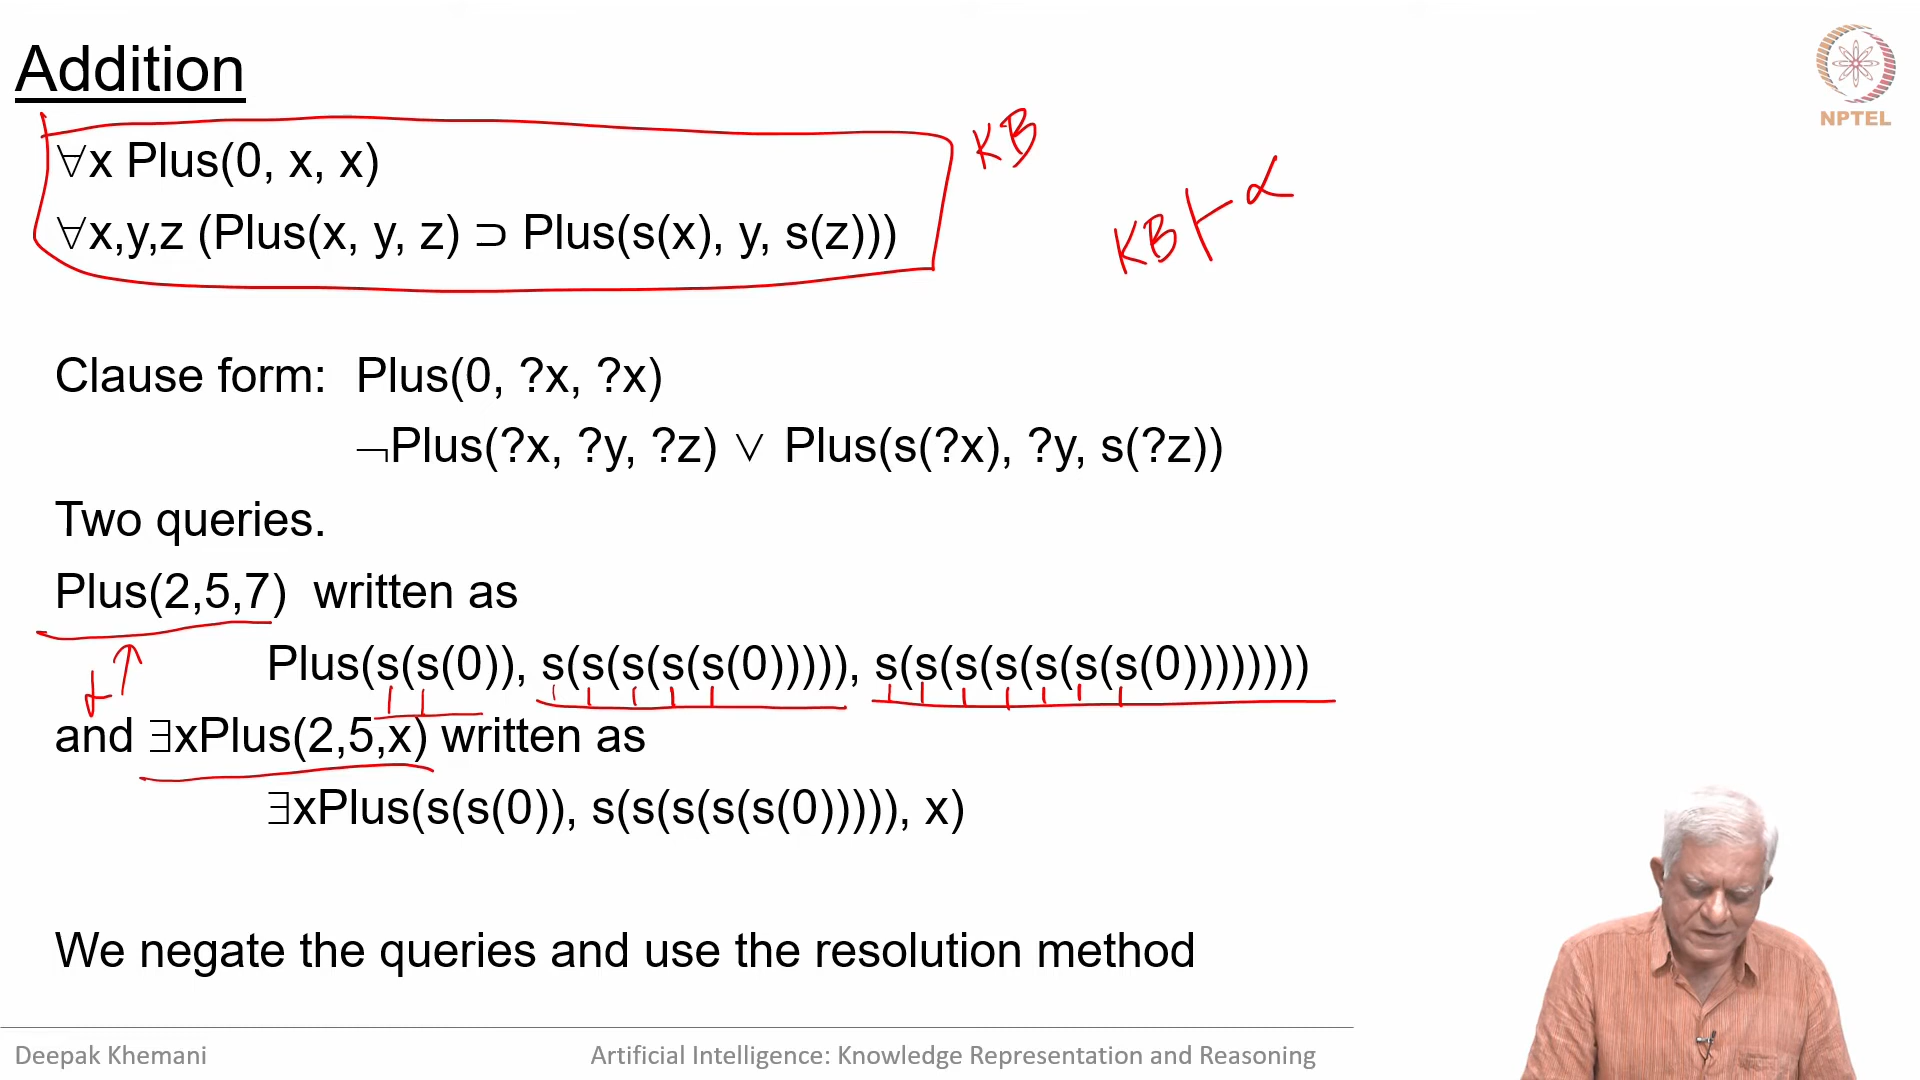 Addition
NPTEL
KB
∀x Plus(0, x, x)
∀x,y,z (Plus(x, y, z) ⊃ Plus(s(x), y, s(z)))
KB ⊢ α
Clause form: Plus(0, ?x, ?x)
¬Plus(?x, ?y, ?z) ∨ Plus(s(?x), ?y, s(?z))
Two queries.
Plus(2,5,7) written as
Plus(s(s(0)), s(s(s(s(s(0))))), s(s(s(s(s(s(s(0))))))))
α
and ∃xPlus(2,5,x) written as
∃xPlus(s(s(0)), s(s(s(s(s(0))))), x)
We negate the queries and use the resolution method
Deepak Khemani
Artificial Intelligence: Knowledge Representation and Reasoning